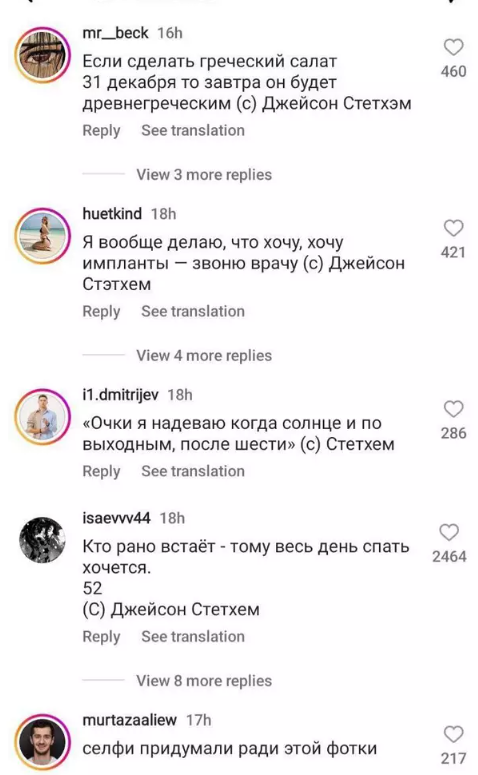 mr__beck 16h
Если сделать греческий салат
31 декабря то завтра он будет
древнегреческим (с) Джейсон Стетхэм
460
Reply See translation
View 3 more replies
huetkind 18h
Я вообще делаю, что хочу, хочу
импланты — звоню врачу (с) Джейсон
Стэтхем
421
Reply See translation
View 4 more replies
i1.dmitrijev 18h
«Очки я надеваю когда солнце и по
выходным, после шести» (с) Стетхем
286
Reply See translation
isaevvv44 18h
Кто рано встаёт - тому весь день спать
хочется.
52
(С) Джейсон Стетхем
2464
Reply See translation
View 8 more replies
murtazaaliew 17h
селфи придумали ради этой фотки
217